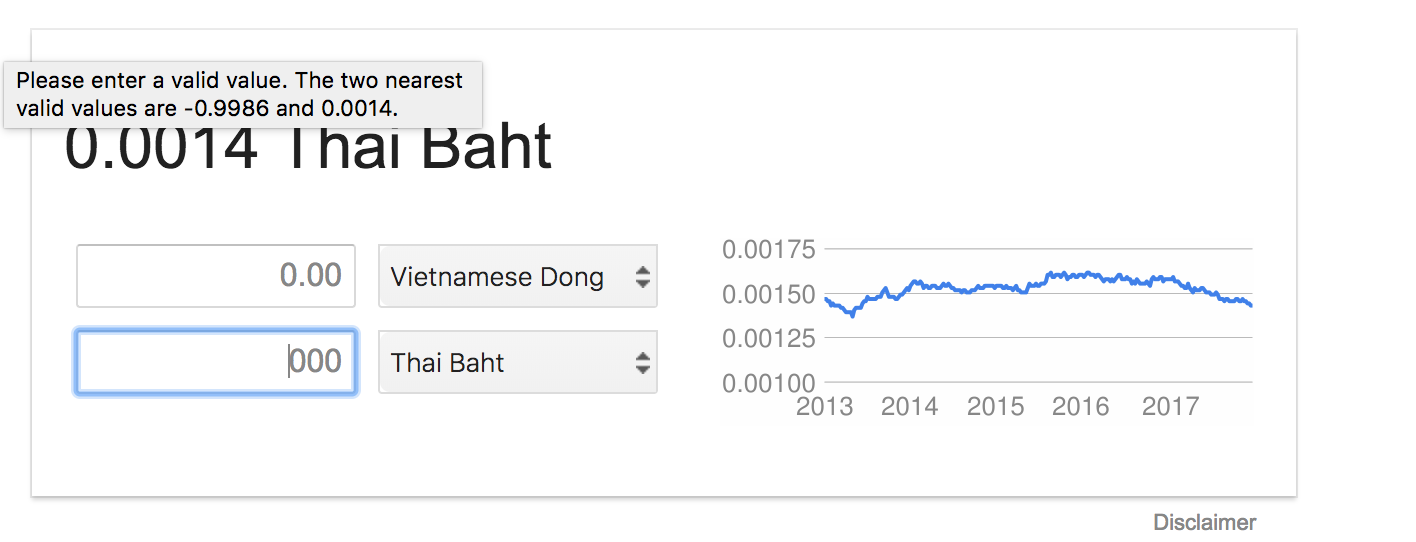 Please enter a valid value. The two nearest
valid values are -0.9986 and 0.0014.
0.0014 Thai Baht
0.00
Vietnamese Dong
000
Thai Baht
0.00175
0.00150
0.00125
0.00100
2013 2014 2015 2016 2017
Disclaimer